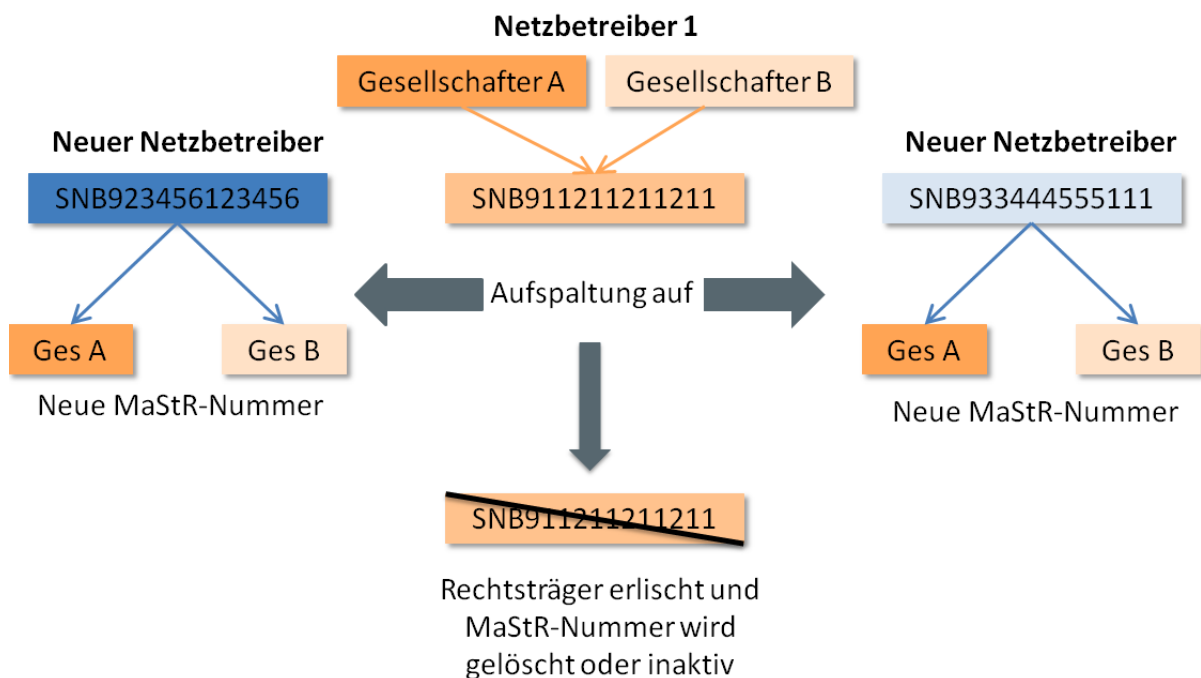 Netzbetreiber 1
Gesellschafter A
Gesellschafter B
Neuer Netzbetreiber
SNB923456123456
SNB911211211211
Neuer Netzbetreiber
SNB933444555111
Aufspaltung auf
Ges A
Ges B
Neue MaStR-Nummer
Ges A
Ges B
Neue MaStR-Nummer
SNB911211211211
Rechtsträger erlischt und
MaStR-Nummer wird
gelöscht oder inaktiv